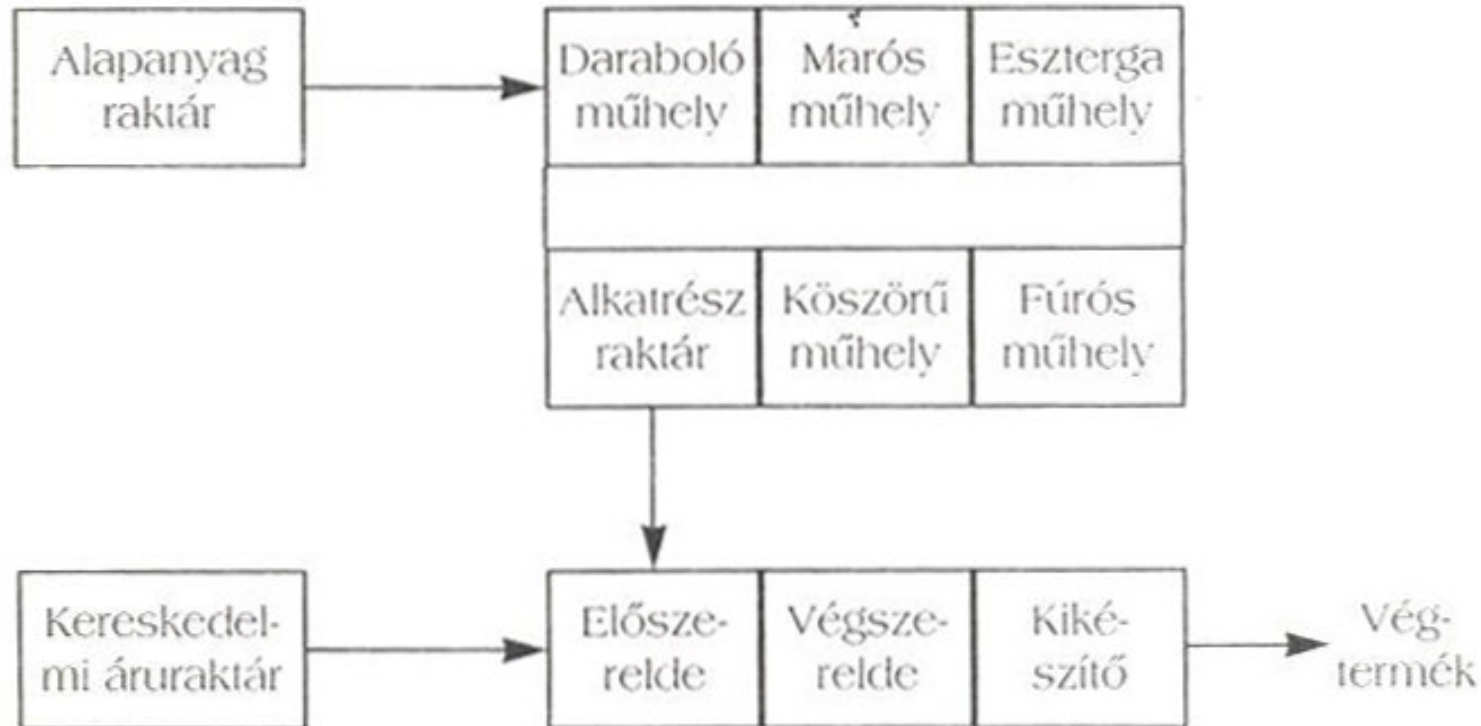 Alapanyag
raktár
Daraboló
műhely
Marós
műhely
Eszterga
műhely
Alkatrész
raktár
Köszörű
műhely
Fúrós
műhely
Kereskedel-
mi áruraktár
Elősze-
relde
Végsze-
relde
Kiké-
szítő
Vég-
termék